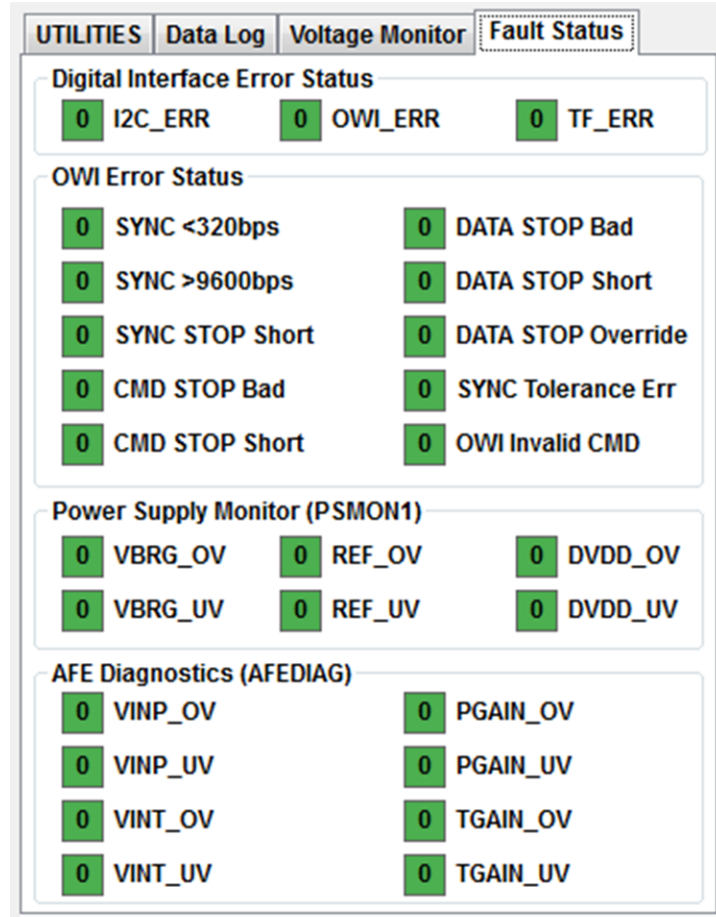 UTILITIES Data Log Voltage Monitor Fault Status
Digital Interface Error Status
0 I2C_ERR 0 OWI_ERR 0 TF_ERR
OWI Error Status
0 SYNC <320bps 0 DATA STOP Bad
0 SYNC >9600bps 0 DATA STOP Short
0 SYNC STOP Short 0 DATA STOP Override
0 CMD STOP Bad 0 SYNC Tolerance Err
0 CMD STOP Short 0 OWI Invalid CMD
Power Supply Monitor (PSMON1)
0 VBRG_OV 0 REF_OV 0 DVDD_OV
0 VBRG_UV 0 REF_UV 0 DVDD_UV
AFE Diagnostics (AFEDIAG)
0 VINP_OV 0 PGAIN_OV
0 VINP_UV 0 PGAIN_UV
0 VINT_OV 0 TGAIN_OV
0 VINT_UV 0 TGAIN_UV